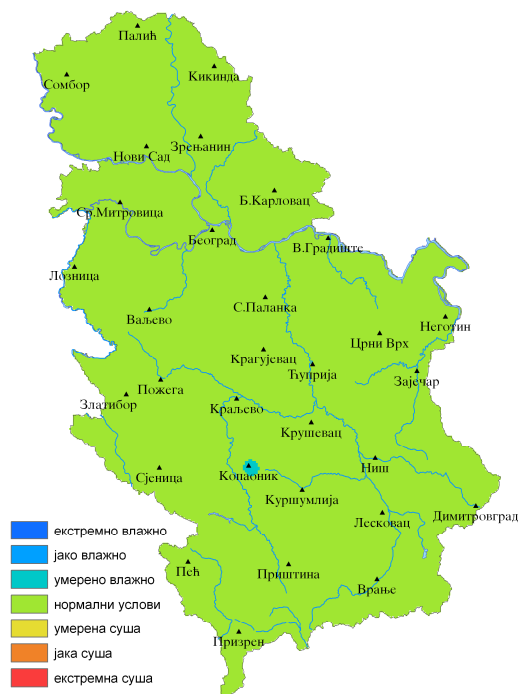 Палић
Кикинда
Сомбор
Зрењанин
Нови Сад
Б.Карловац
Ср.Митровица
Београд
В.Градиште
Лозница
С.Паланка
Ваљево
Неготин
Црни Врх
Крагујевац
Ћуприја
Зајечар
Пожега
Златибор
Краљево
Крушевац
Ниш
Сјеница
Копаоник
Куршумлија
Димитровград
Лесковац
Пећ
Приштина
Врање
Призрен
екстремно влажно
јако влажно
умерено влажно
нормални услови
умерена суша
јака суша
екстремна суша